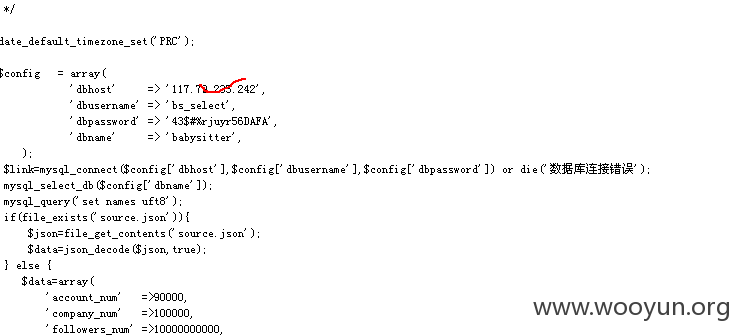 */
date_default_timezone_set('PRC');
$config = array(
'dbhost' => '117. .242',
'dbusername' => 'bs_select',
'dbpassword' => '43$#%rjuyr56DAFA',
'dbname' => 'babysitter',
);
$link=mysql_connect($config['dbhost'],$config['dbusername'],$config['dbpassword']) or die('数据库连接错误');
mysql_select_db($config['dbname']);
mysql_query('set names uft8');
if(file_exists('source.json')){
$json=file_get_contents('source.json');
$data=json_decode($json,true);
} else {
$data=array(
'account_num' =>90000,
'company_num' =>100000,
'followers_num' =>10000000000,
www.wooyun.org